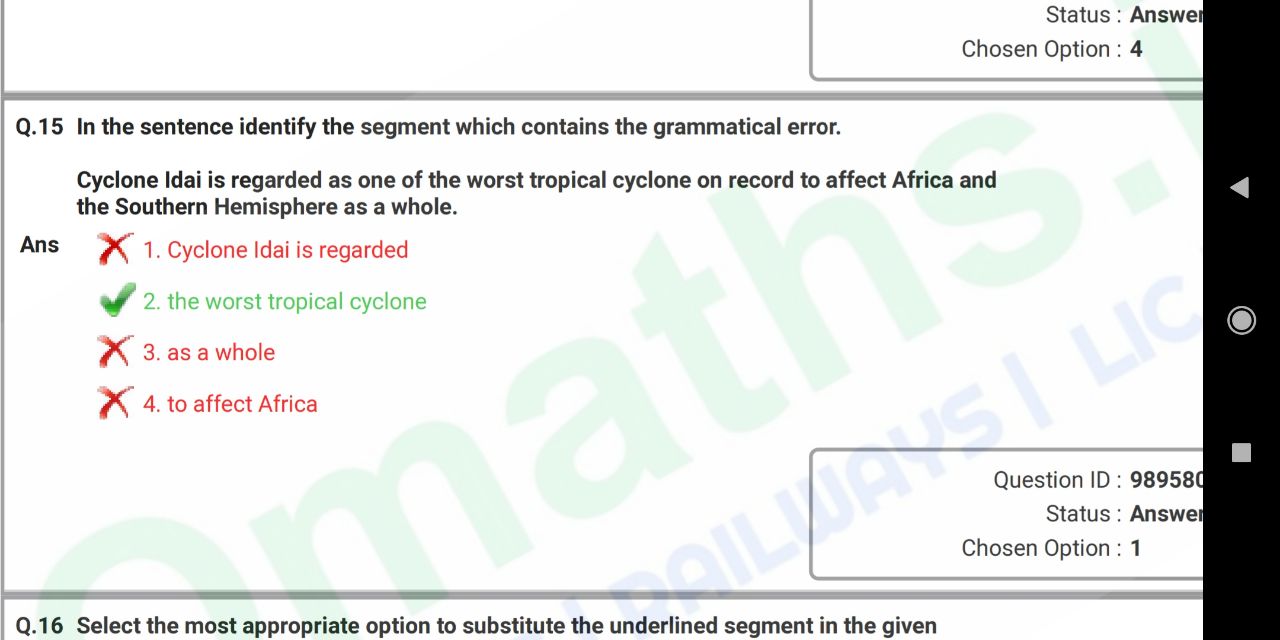 Status : Answer
Chosen Option : 4
Q.15 In the sentence identify the segment which contains the grammatical error.
Cyclone Idai is regarded as one of the worst tropical cyclone on record to affect Africa and
the Southern Hemisphere as a whole.
Ans
1. Cyclone Idai is regarded
2. the worst tropical cyclone
3. as a whole
4. to affect Africa
Question ID : 989580
Status : Answer
Chosen Option : 1
Q.16 Select the most appropriate option to substitute the underlined segment in the given
omaths.i
| RAILWAYS | LIC